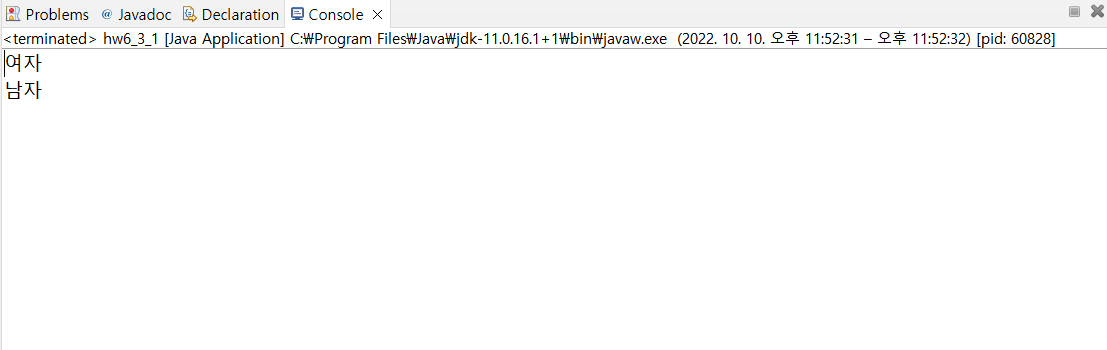 Problems @ Javadoc Declaration Console
<terminated> hw6_3_1 [Java Application] C:₩Program Files₩Java₩jdk-11.0.16.1+1₩bin₩javaw.exe (2022. 10. 10. 오후 11:52:31 – 오후 11:52:32) [pid: 60828]
여자
남자